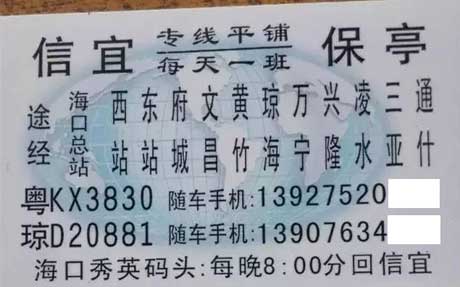 信宜 专线平铺 保亭
每天一班
途 海口总站 西 东 府 文 黄 琼 万 兴 凌 三 通
经 站 站 城 昌 竹 海 宁 隆 水 亚 什
粤KX3830 随车手机:13927520
琼D20881 随车手机:13907634
海口秀英码头:每晚8:00分回信宜